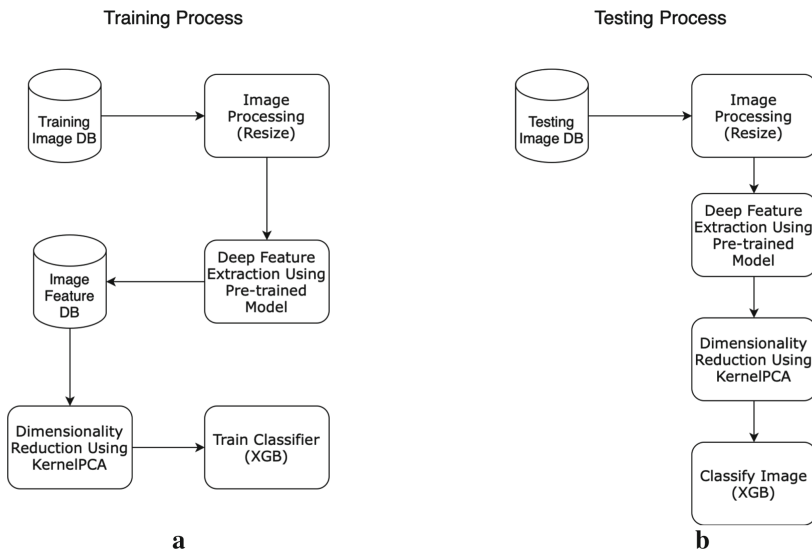 Training Process
Training
Image DB
Image
Processing
(Resize)
Deep Feature
Extraction Using
Pre-trained
Model
Image
Feature
DB
Dimensionality
Reduction Using
KernelPCA
Train Classifier
(XGB)
a
Testing Process
Testing
Image DB
Image
Processing
(Resize)
Deep Feature
Extraction Using
Pre-trained
Model
Dimensionality
Reduction Using
KernelPCA
Classify Image
(XGB)
b